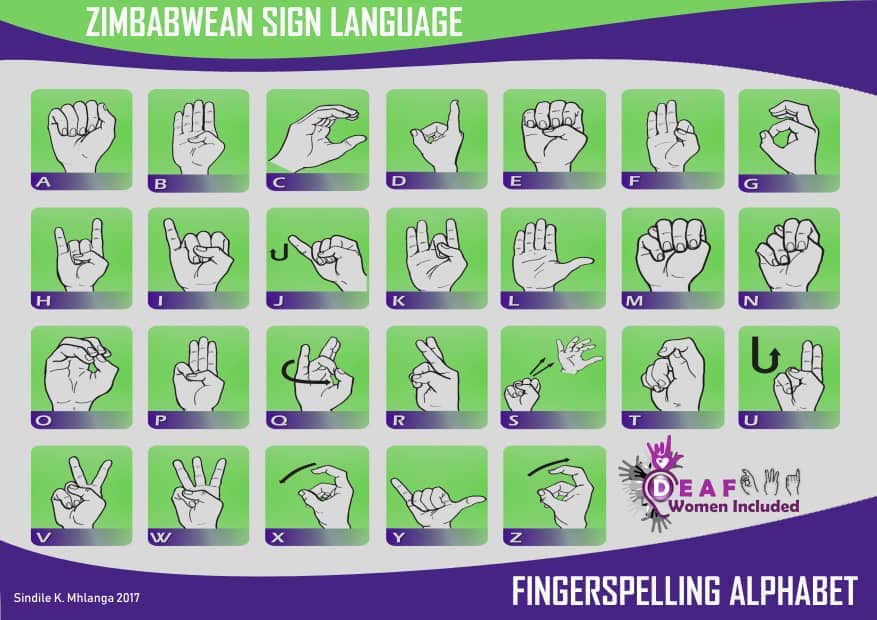 ZIMBABWEAN SIGN LANGUAGE
A B C D E F G
H I J K L M N
O P Q R S T U
V W X Y Z
DEAF
Women Included
Sindile K. Mhlanga 2017
FINGERSPELLING ALPHABET